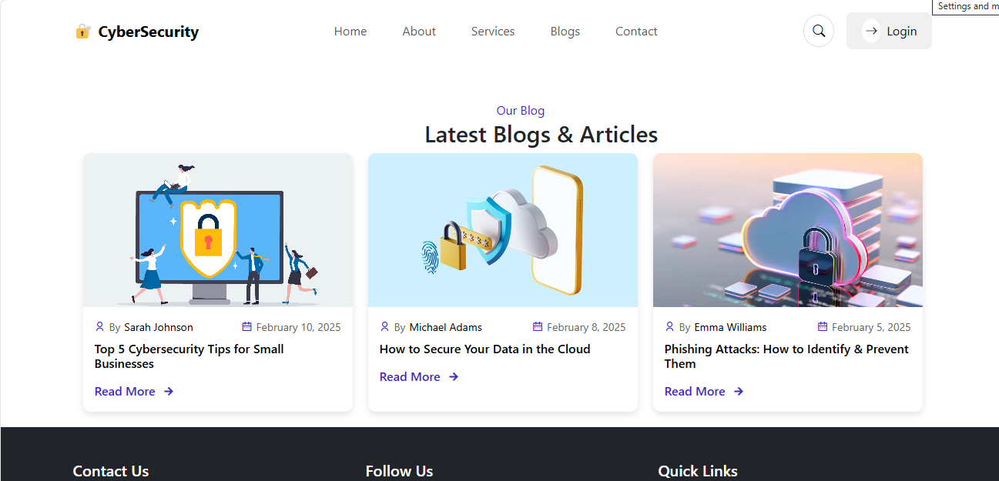 Settings and m
CyberSecurity
Home
About
Services
Blogs
Contact
Login
Our Blog
Latest Blogs & Articles
By Sarah Johnson
February 10, 2025
Top 5 Cybersecurity Tips for Small
Businesses
Read More
By Michael Adams
February 8, 2025
How to Secure Your Data in the Cloud
Read More
By Emma Williams
February 5, 2025
Phishing Attacks: How to Identify & Prevent
Them
Read More
Contact Us
Follow Us
Quick Links